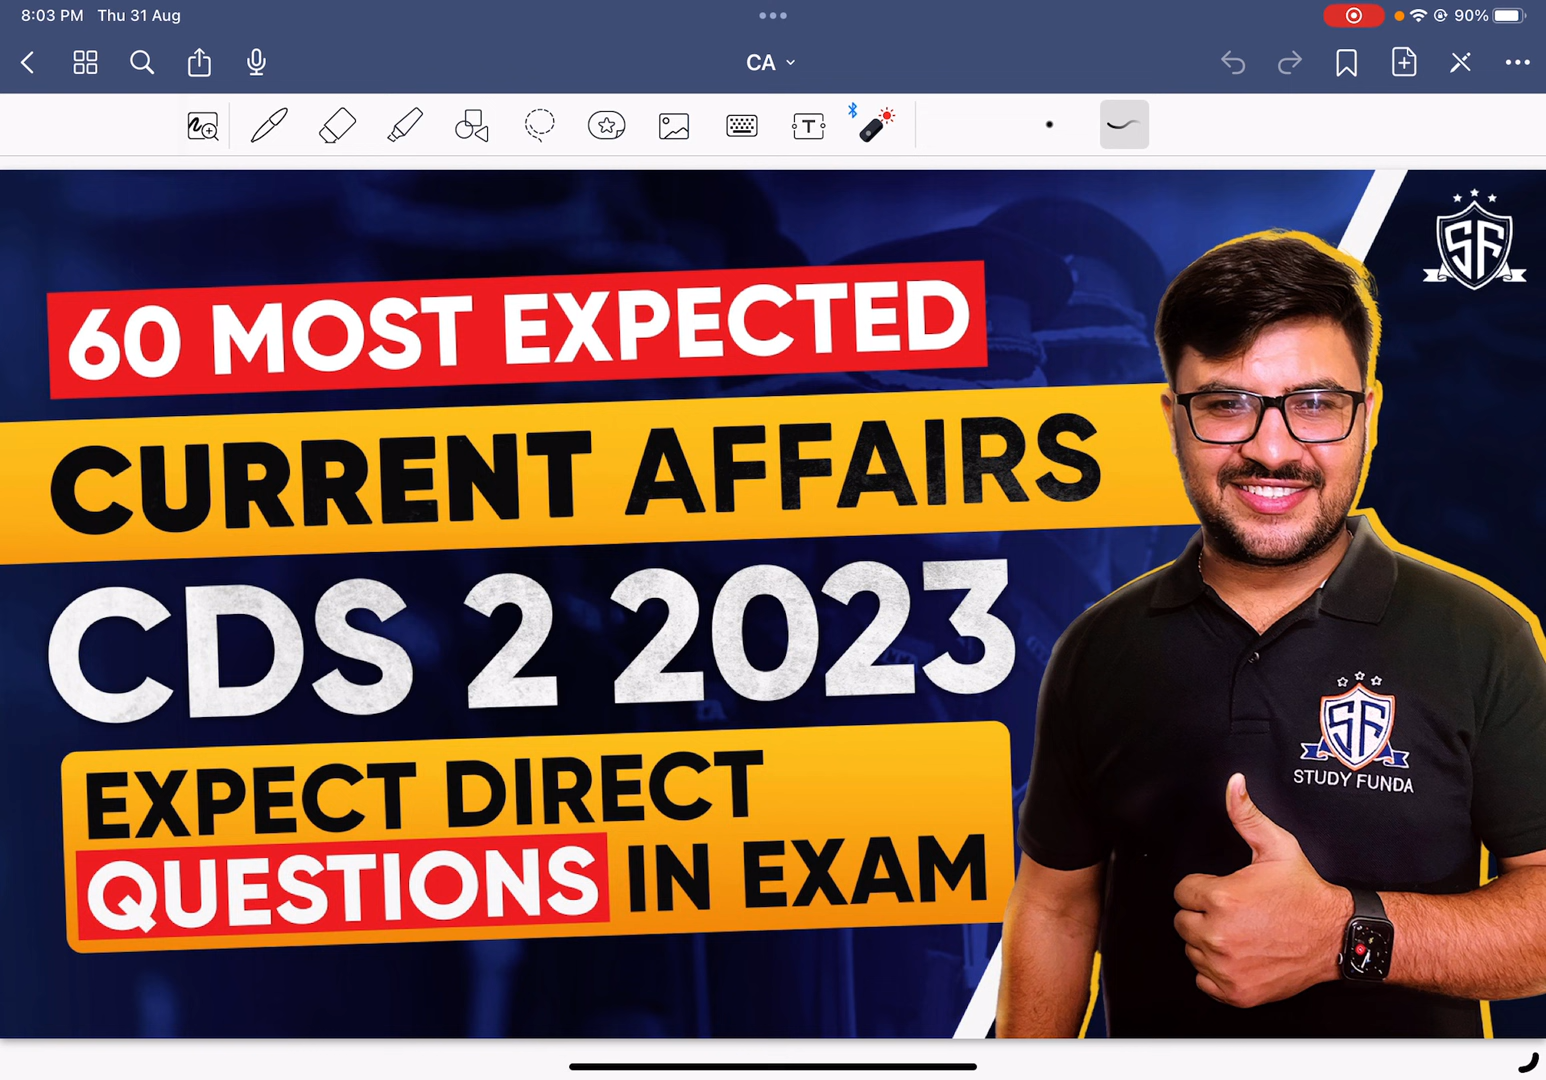 8:03 PM Thu 31 Aug
90%
CA
T
SF
60 MOST EXPECTED
CURRENT AFFAIRS
CDS 2 2023
EXPECT DIRECT
QUESTIONS IN EXAM
SF
STUDY FUNDA